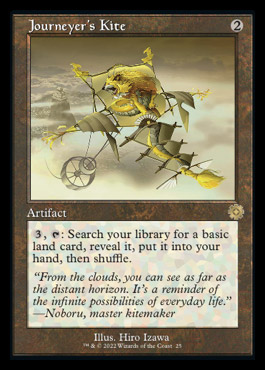 Journeyer's Kite 2
Artifact
3, T: Search your library for a basic
land card, reveal it, put it into your
hand, then shuffle.
"From the clouds, you can see as far as
the distant horizon. It's a reminder of
the infinite possibilities of everyday life."
—Noboru, master kitemaker
Illus. Hiro Izawa
™ & © 2022 Wizards of the Coast 25